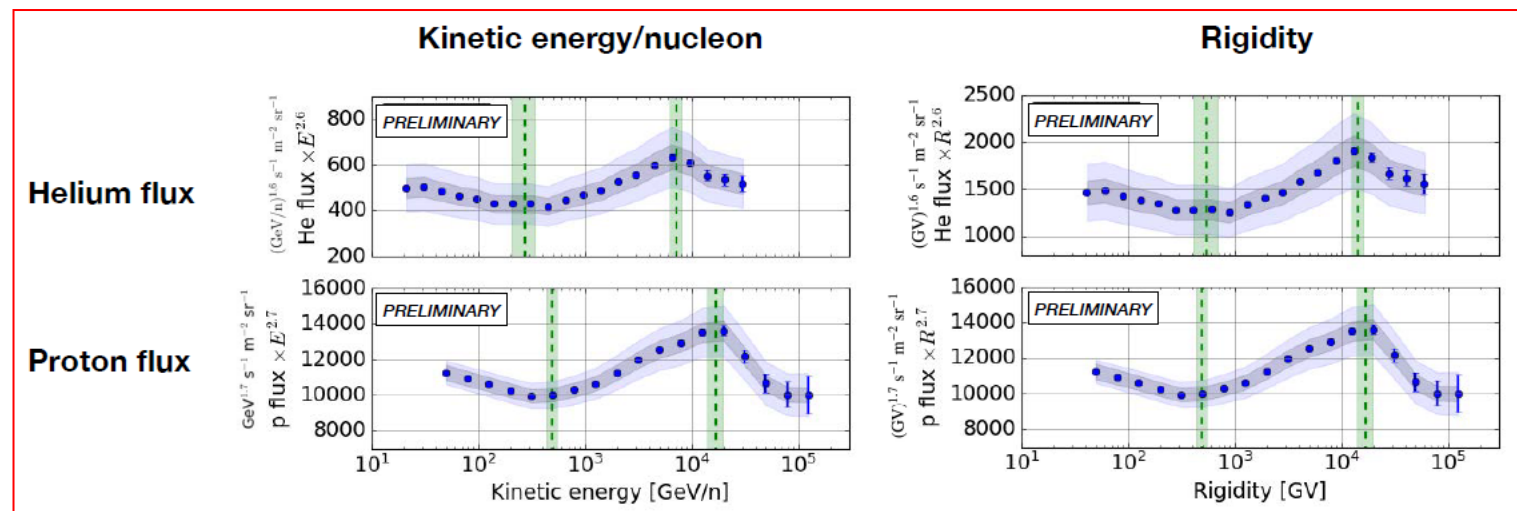 Kinetic energy/nucleon
Rigidity
Helium flux
(GeV/n)^1.6 s^−1 m^−2 sr^−1
He flux ×E^2.6
800
600
400
200
PRELIMINARY
(GV)^1.6 s^−1 m^−2 sr^−1
He flux ×R^2.6
2500
2000
1500
1000
PRELIMINARY
Proton flux
GeV^1.7 s^−1 m^−2 sr^−1
p flux ×E^2.7
16000
14000
12000
10000
8000
PRELIMINARY
10^1 10^2 10^3 10^4 10^5
Kinetic energy [GeV/n]
(GV)^1.7 s^−1 m^−2 sr^−1
p flux ×R^2.7
16000
14000
12000
10000
8000
PRELIMINARY
10^1 10^2 10^3 10^4 10^5
Rigidity [GV]